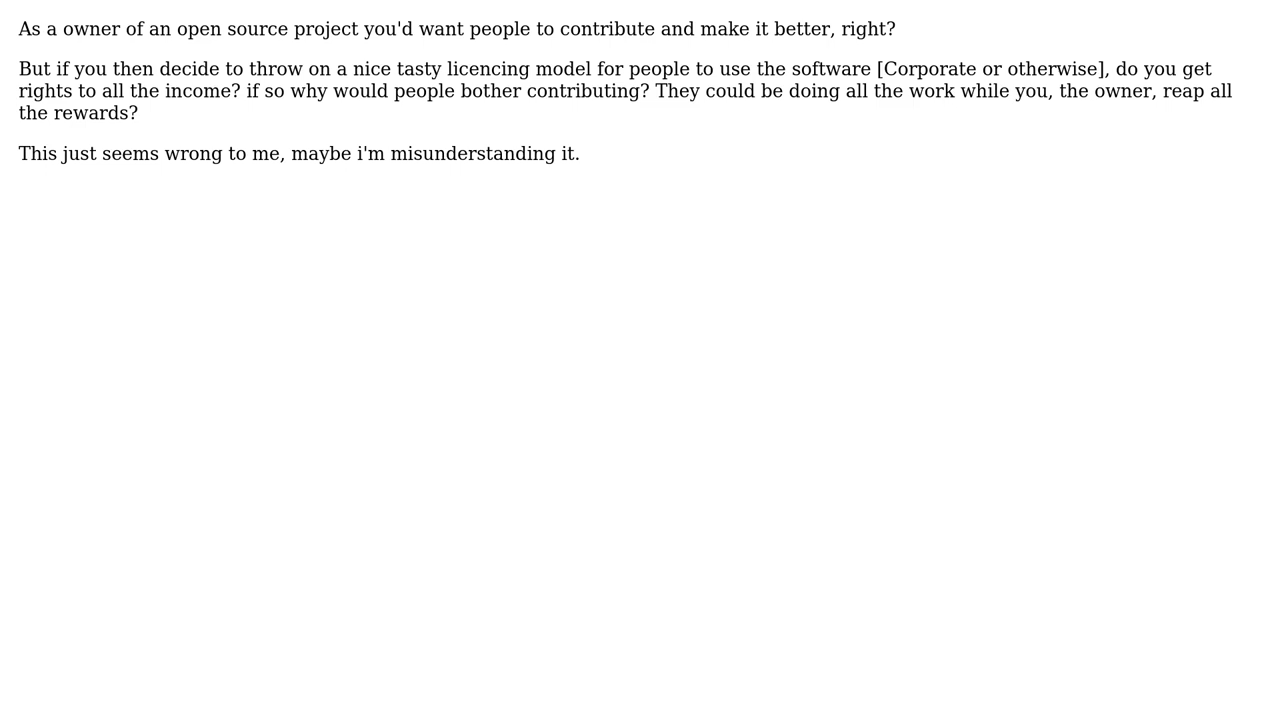 As a owner of an open source project you'd want people to contribute and make it better, right?
But if you then decide to throw on a nice tasty licencing model for people to use the software [Corporate or otherwise], do you get
rights to all the income? if so why would people bother contributing? They could be doing all the work while you, the owner, reap all
the rewards?
This just seems wrong to me, maybe i'm misunderstanding it.